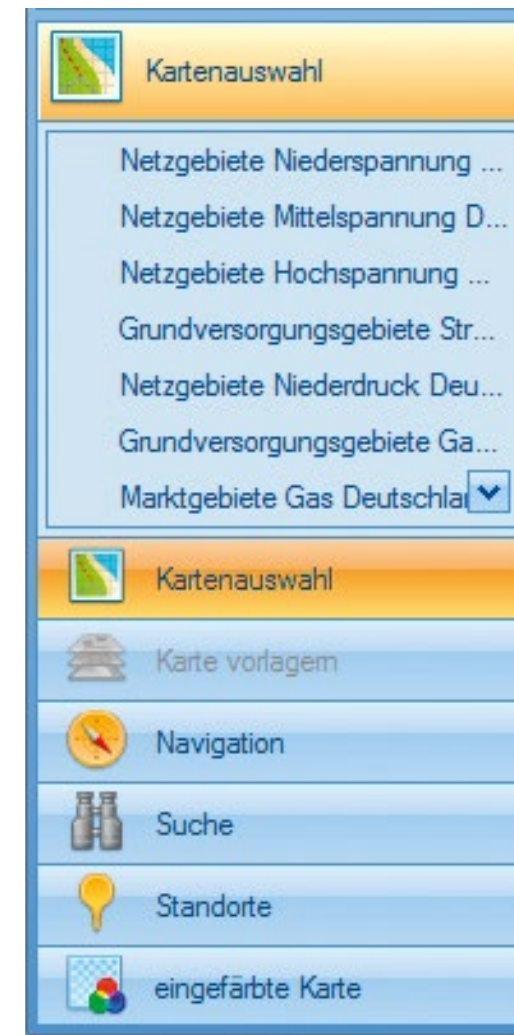 Kartenauswahl
Netzgebiete Niederspannung ...
Netzgebiete Mittelspannung D...
Netzgebiete Hochspannung ...
Grundversorgungsgebiete Str...
Netzgebiete Niederdruck Deu...
Grundversorgungsgebiete Ga...
Marktgebiete Gas Deutschla
Kartenauswahl
Karte vorlagern
Navigation
Suche
Standorte
eingefärbte Karte